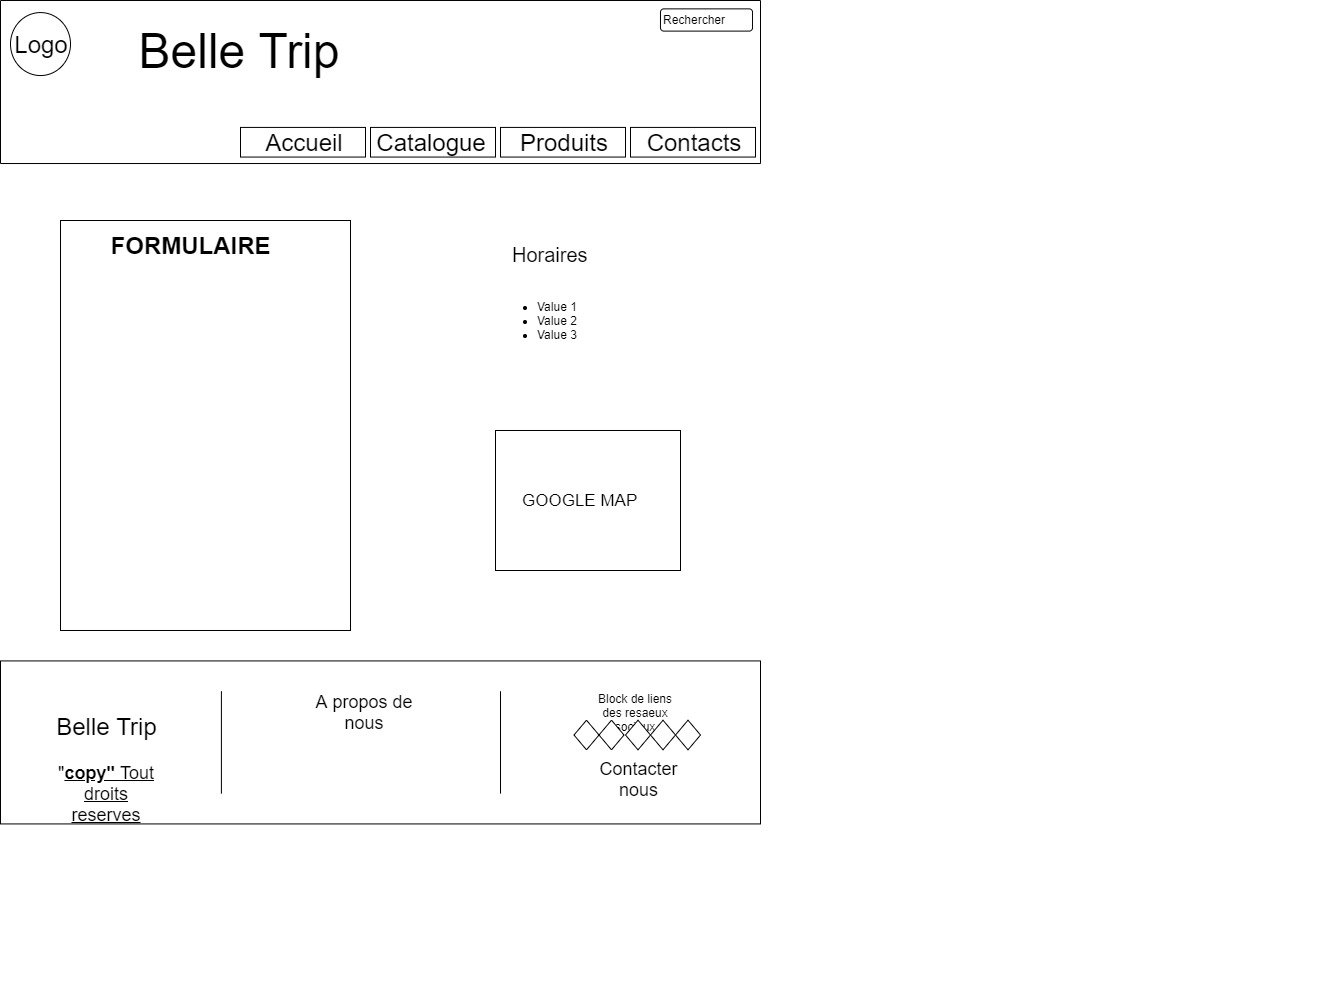 Logo
Belle Trip
Rechercher
Accueil
Catalogue
Produits
Contacts
FORMULAIRE
Horaires
Value 1
Value 2
Value 3
GOOGLE MAP
Belle Trip
"copy" Tout
droits
reserves
A propos de
nous
Block de liens
des resaeux
Contacter
nous